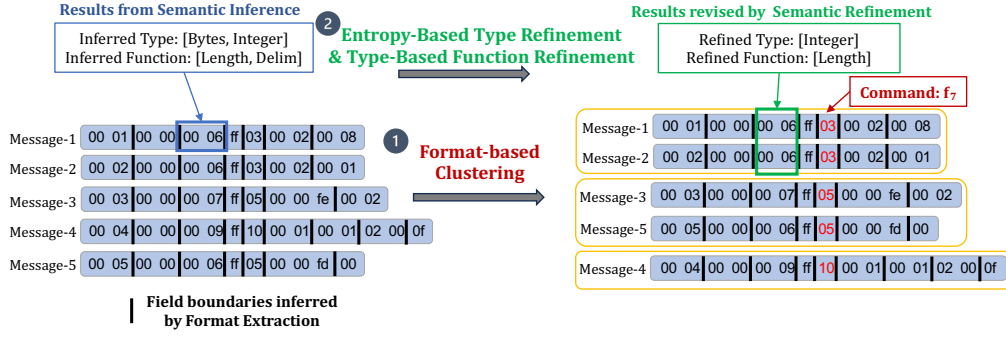 Results from Semantic Inference
Inferred Type: [Bytes, Integer]
Inferred Function: [Length, Delim]
2
Entropy-Based Type Refinement
& Type-Based Function Refinement
Results revised by Semantic Refinement
Refined Type: [Integer]
Refined Function: [Length]
Command: f7
Message-1 00 01 00 00 00 06 ff 03 00 02 00 08
Message-2 00 02 00 00 00 06 ff 03 00 02 00 01
Message-3 00 03 00 00 00 07 ff 05 00 00 fe 00 02
Message-4 00 04 00 00 00 09 ff 10 00 01 00 01 02 00 0f
Message-5 00 05 00 00 00 06 ff 05 00 00 fd 00
Field boundaries inferred
by Format Extraction
1
Format-based
Clustering
Message-1 00 01 00 00 00 06 ff 03 00 02 00 08
Message-2 00 02 00 00 00 06 ff 03 00 02 00 01
Message-3 00 03 00 00 00 07 ff 05 00 00 fe 00 02
Message-5 00 05 00 00 00 06 ff 05 00 00 fd 00
Message-4 00 04 00 00 00 09 ff 10 00 01 00 01 02 00 0f